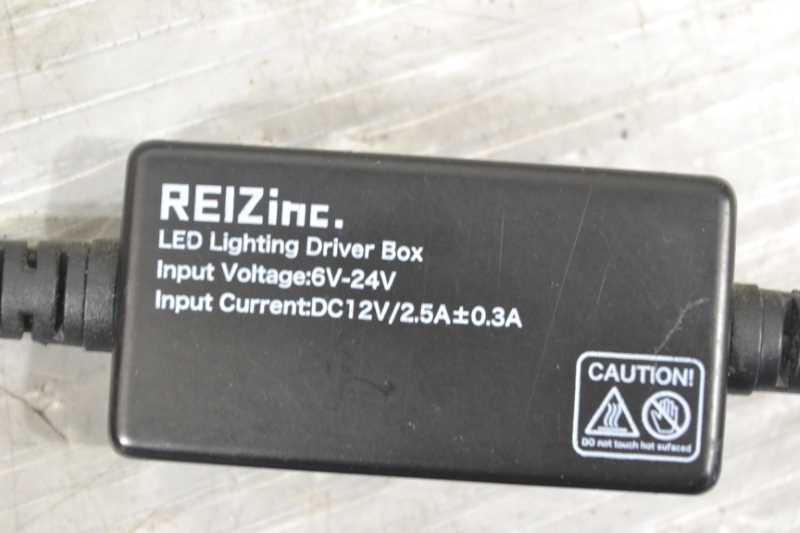 REIZinc.
LED Lighting Driver Box
Input Voltage:6V-24V
Input Current:DC12V/2.5A±0.3A
CAUTION!
DO not touch hot sufaced